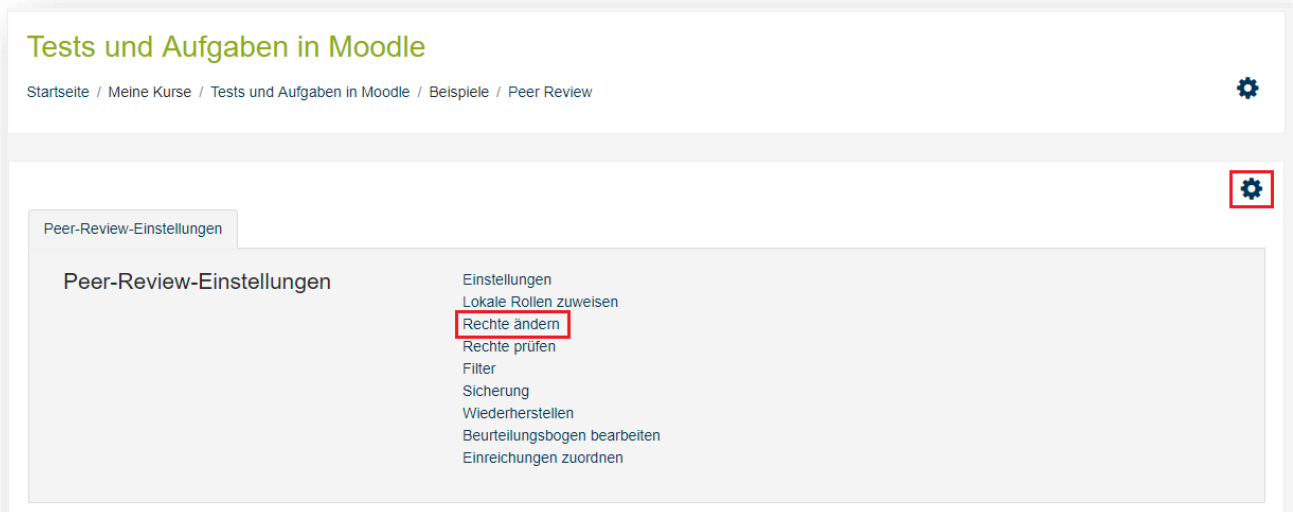 Tests und Aufgaben in Moodle
Startseite / Meine Kurse / Tests und Aufgaben in Moodle / Beispiele / Peer Review
Peer-Review-Einstellungen
Peer-Review-Einstellungen
Einstellungen
Lokale Rollen zuweisen
Rechte ändern
Rechte prüfen
Filter
Sicherung
Wiederherstellen
Beurteilungsbogen bearbeiten
Einreichungen zuordnen